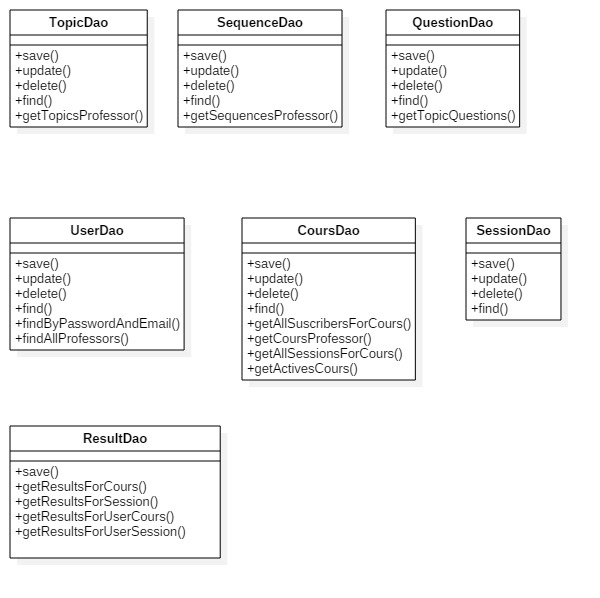 TopicDao
+save()
+update()
+delete()
+find()
+getTopicsProfessor()
SequenceDao
+save()
+update()
+delete()
+find()
+getSequencesProfessor()
QuestionDao
+save()
+update()
+delete()
+find()
+getTopicQuestions()
UserDao
+save()
+update()
+delete()
+find()
+findByPasswordAndEmail()
+findAllProfessors()
CoursDao
+save()
+update()
+delete()
+find()
+getAllSuscribersForCours()
+getCoursProfessor()
+getAllSessionsForCours()
+getActivesCours()
SessionDao
+save()
+update()
+delete()
+find()
ResultDao
+save()
+getResultsForCours()
+getResultsForSession()
+getResultsForUserCours()
+getResultsForUserSession()